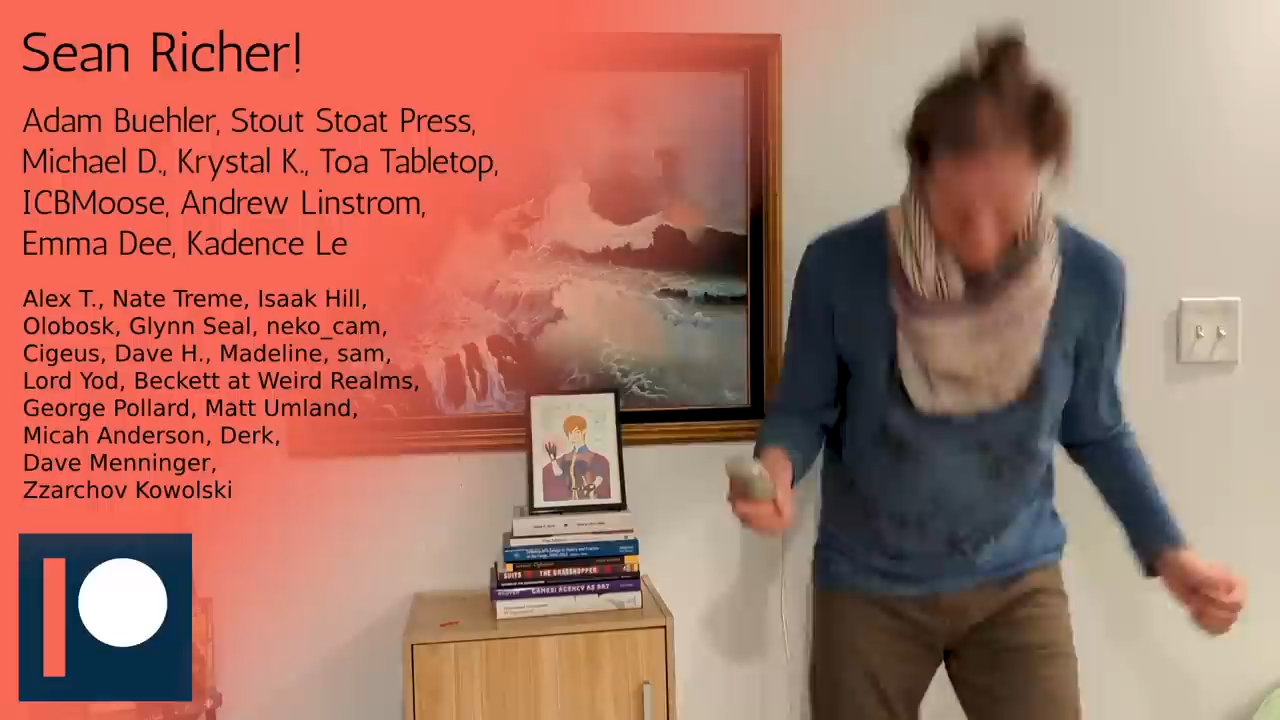 Sean Richer!
Adam Buehler, Stout Stoat Press,
Michael D., Krystal K., Toa Tabletop,
ICBMoose, Andrew Linstrom,
Emma Dee, Kadence Le
Alex T., Nate Treme, Isaak Hill,
Olobosk, Glynn Seal, neko_cam,
Cigeus, Dave H., Madeline, sam,
Lord Yod, Beckett at Weird Realms,
George Pollard, Matt Umland,
Micah Anderson, Derk,
Dave Menninger,
Zzarchov Kowolski
SUITS THE GRASSHOPPER
NGUYEN GAMES: AGENCY AS ART